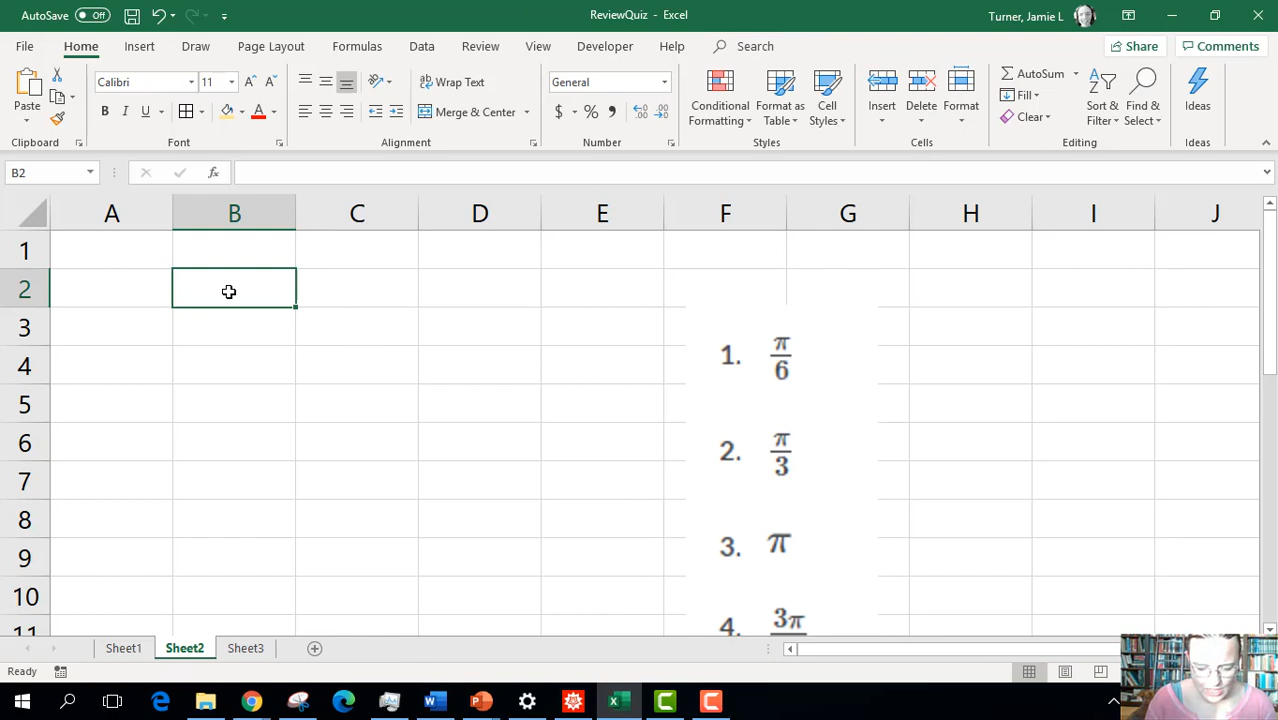 AutoSave Off ReviewQuiz - Excel Turner, Jamie L
File Home Insert Draw Page Layout Formulas Data Review View Developer Help Search Share Comments
Calibri 11 Wrap Text General AutoSum
Paste Fill
B I U A Merge & Center $ % , Conditional Formatting Format as Table Cell Styles Insert Delete Format Clear Sort & Filter Find & Select Ideas
Clipboard Font Alignment Number Styles Cells Editing Ideas
B2 fx
A B C D E F G H I J
1
2
3
4
5
6
7
8
9
10
11
1. π/6
2. π/3
3. π
4. 3π
Sheet1 Sheet2 Sheet3
Ready